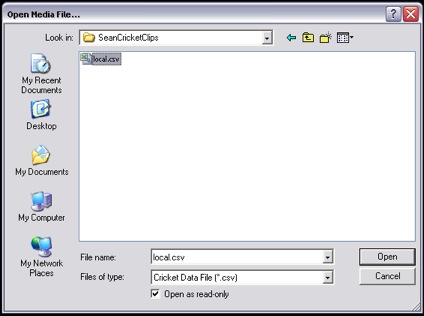 Open Media File...
Look in:
SeanCricketClips
local.csv
My Recent
Documents
Desktop
My Documents
My Computer
My Network
Places
File name:
local.csv
Open
Files of type:
Cricket Data File (*.csv)
Cancel
Open as read-only